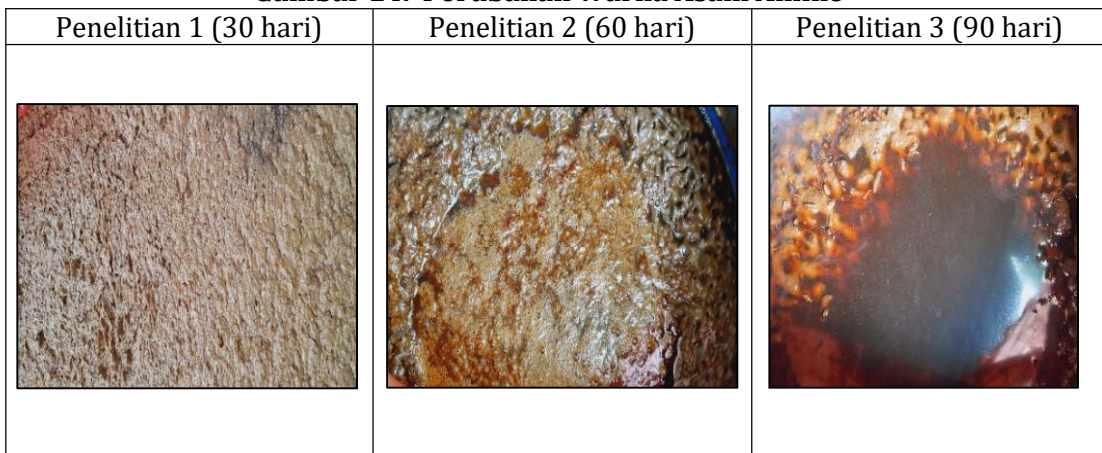 Penelitian 1 (30 hari)
Penelitian 2 (60 hari)
Penelitian 3 (90 hari)